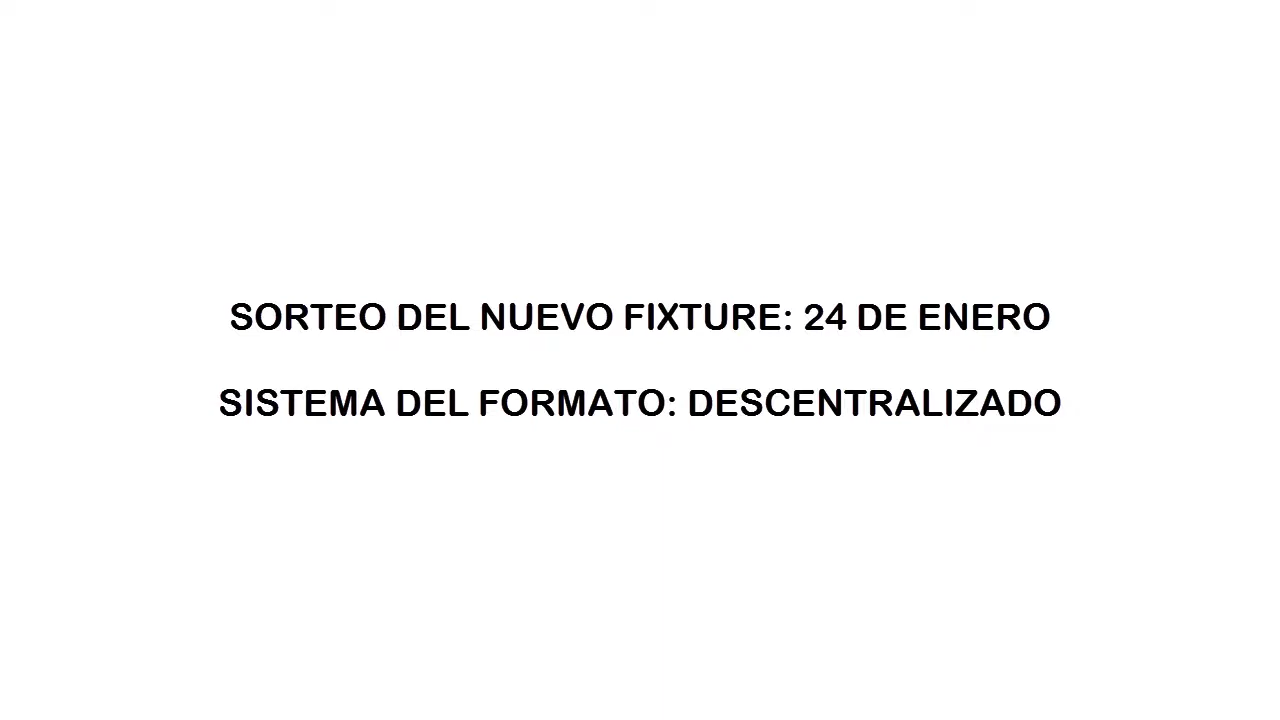 SORTEO DEL NUEVO FIXTURE: 24 DE ENERO
SISTEMA DEL FORMATO: DESCENTRALIZADO